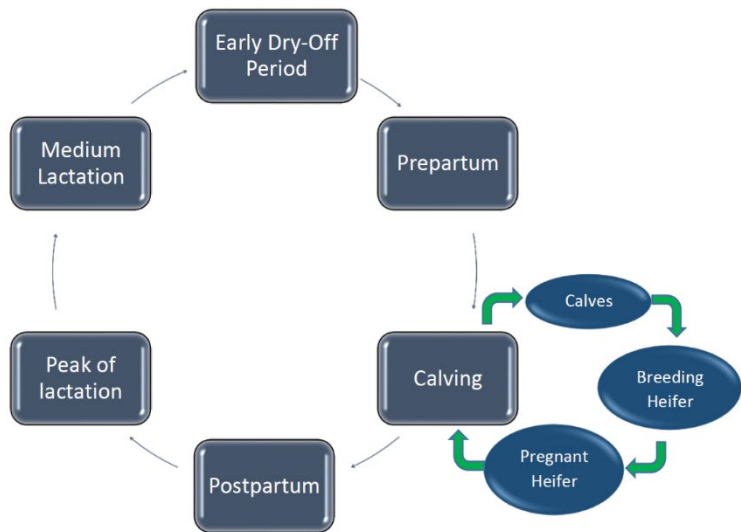 Early Dry-Off
Period
Prepartum
Calving
Postpartum
Peak of
lactation
Medium
Lactation
Calves
Breeding
Heifer
Pregnant
Heifer